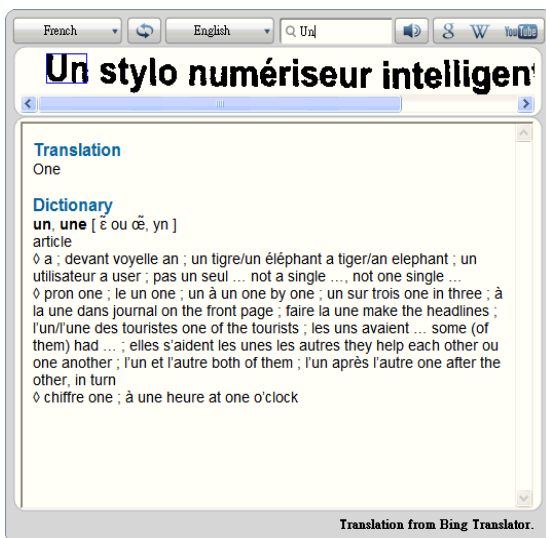 French English Un 8 W YouTube
Un stylo numériseur intelligent
Translation
One
Dictionary
un, une [ ɛ̃ ou œ̃, yn ]
article
◊ a ; devant voyelle an ; un tigre/un éléphant a tiger/an elephant ; un
utilisateur a user ; pas un seul … not a single …, not one single …
◊ pron one ; le un one ; un à un one by one ; un sur trois one in three ; à
la une dans journal on the front page ; faire la une make the headlines ;
l’un/l’une des touristes one of the tourists ; les uns avaient … some (of
them) had … ; elles s’aident les unes les autres they help each other ou
one another ; l’un et l’autre both of them ; l’un après l’autre one after the
other, in turn
◊ chiffre one ; à une heure at one o’clock
Translation from Bing Translator.